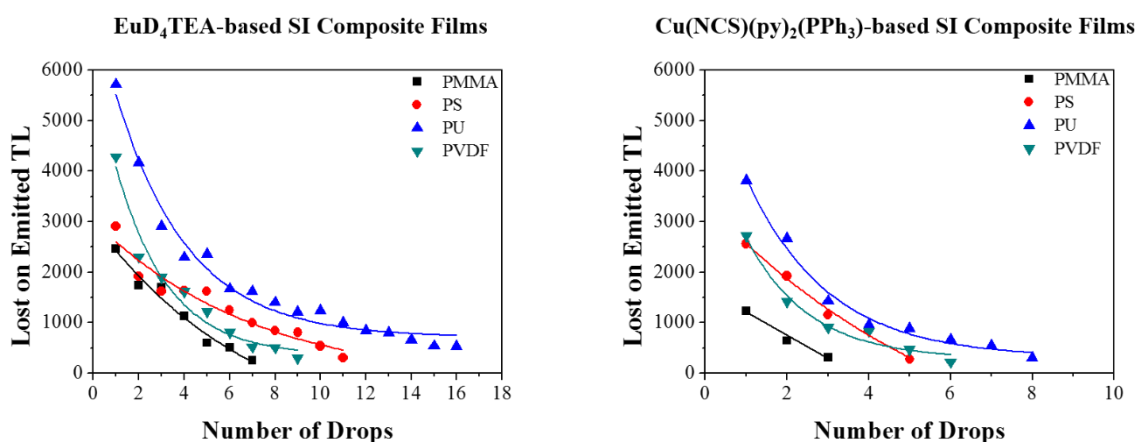 EuD₄TEA-based SI Composite Films
Lost on Emitted TL
6000
5000
4000
3000
2000
1000
0
PMMA
PS
PU
PVDF
0 2 4 6 8 10 12 14 16 18
Number of Drops
Cu(NCS)(py)₂(PPh₃)-based SI Composite Films
Lost on Emitted TL
6000
5000
4000
3000
2000
1000
0
PMMA
PS
PU
PVDF
0 2 4 6 8 10
Number of Drops